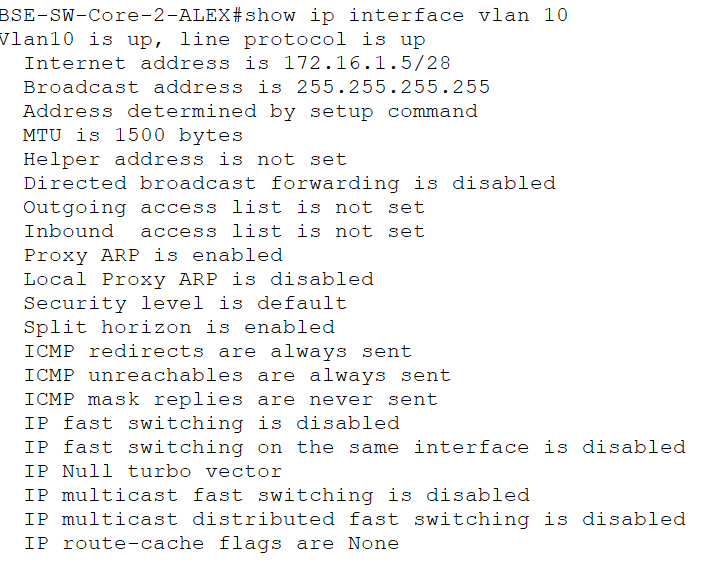 BSE-SW-Core-2-ALEX#show ip interface vlan 10
Vlan10 is up, line protocol is up
Internet address is 172.16.1.5/28
Broadcast address is 255.255.255.255
Address determined by setup command
MTU is 1500 bytes
Helper address is not set
Directed broadcast forwarding is disabled
Outgoing access list is not set
Inbound  access list is not set
Proxy ARP is enabled
Local Proxy ARP is disabled
Security level is default
Split horizon is enabled
ICMP redirects are always sent
ICMP unreachables are always sent
ICMP mask replies are never sent
IP fast switching is disabled
IP fast switching on the same interface is disabled
IP Null turbo vector
IP multicast fast switching is disabled
IP multicast distributed fast switching is disabled
IP route-cache flags are None